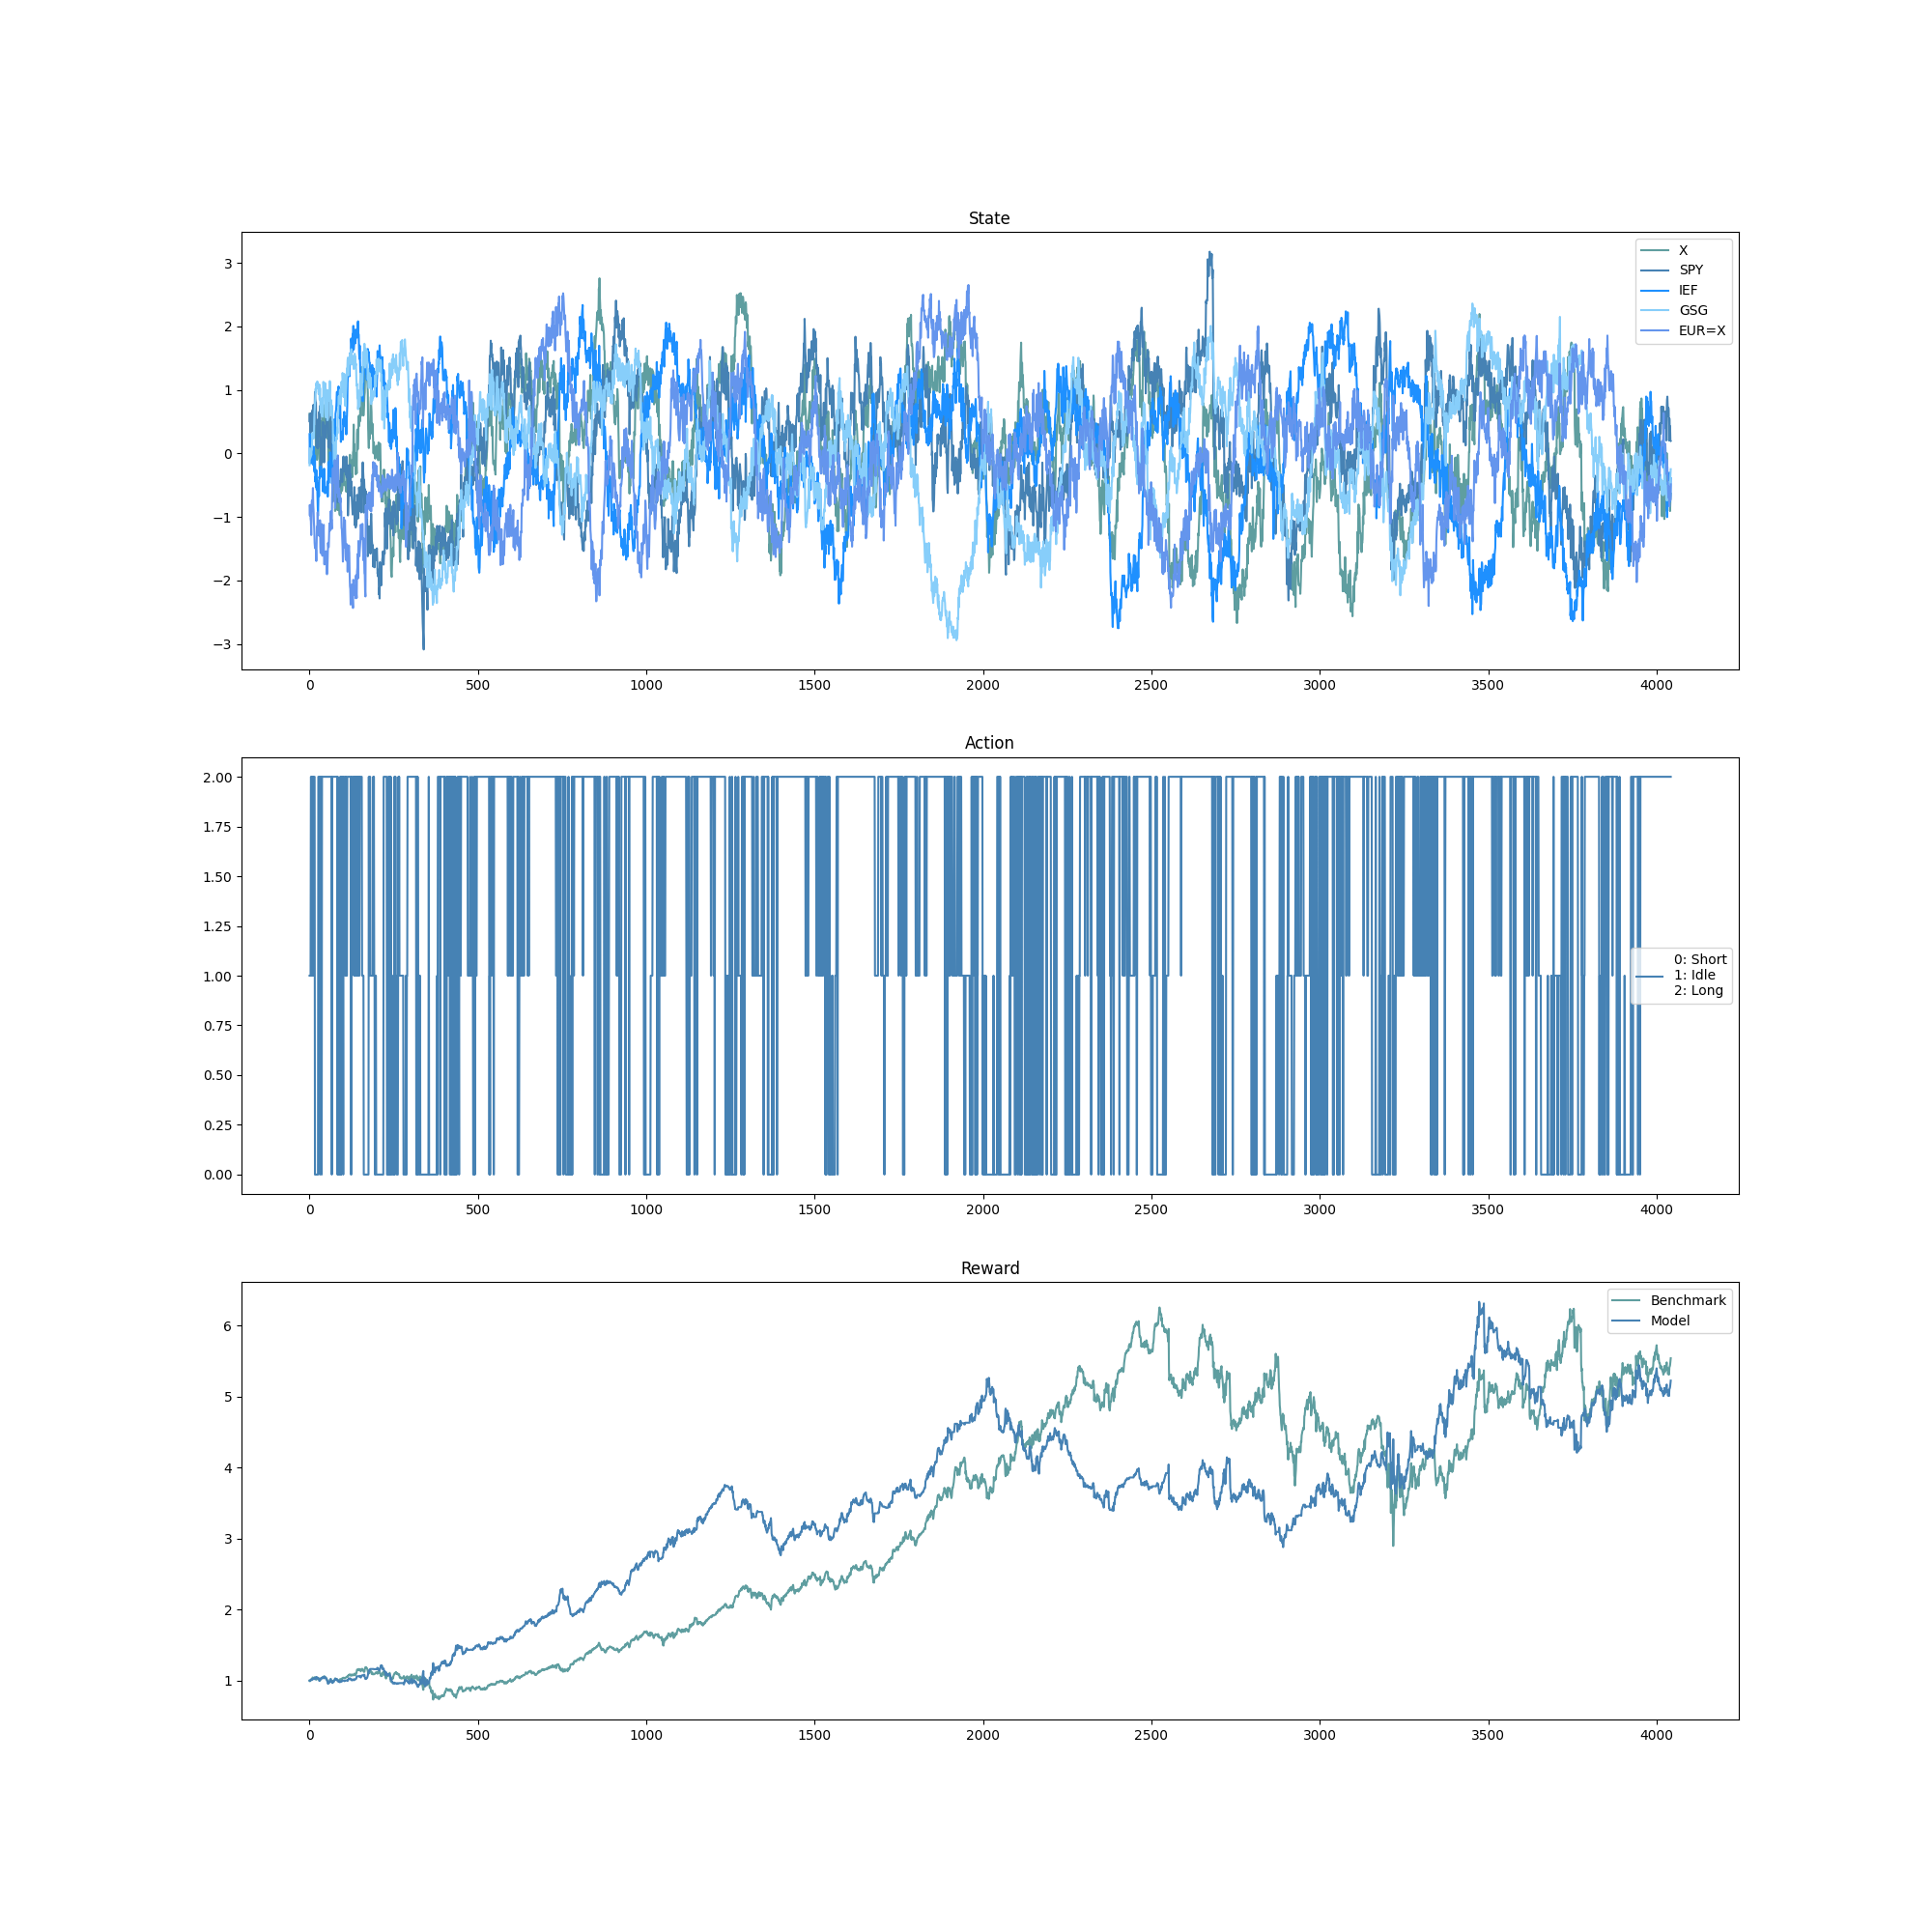 State
3
2
1
0
−1
−2
−3
X
SPY
IEF
GSG
EUR=X
0 500 1000 1500 2000 2500 3000 3500 4000
Action
2.00
1.75
1.50
1.25
1.00
0.75
0.50
0.25
0.00
0: Short
1: Idle
2: Long
0 500 1000 1500 2000 2500 3000 3500 4000
Reward
6
5
4
3
2
1
Benchmark
Model
0 500 1000 1500 2000 2500 3000 3500 4000